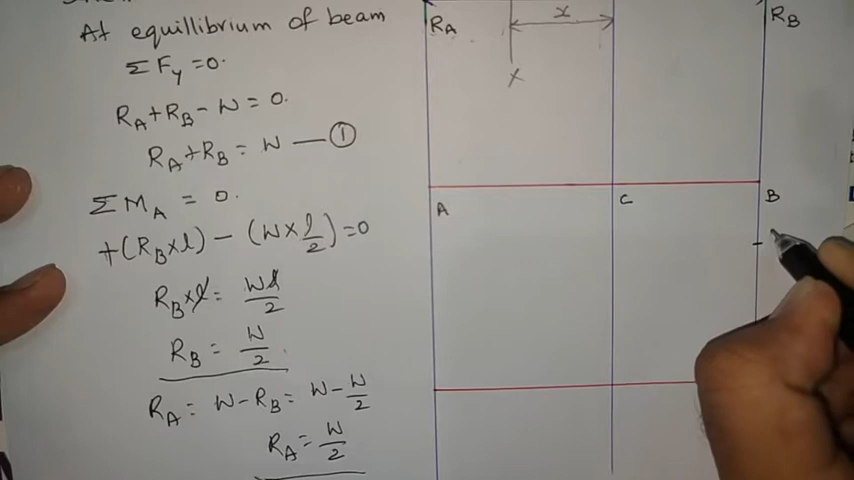 At equillibrium of beam
ΣFy =0.
RA+RB - W = 0.
RA+RB = W — ①
ΣMA = 0.
+(RB×l) - (W×l/2)=0
RB×l = Wl/2
RB = W/2
RA = W-RB = W-W/2
RA = W/2
RA
x
RB
X
A
C
B